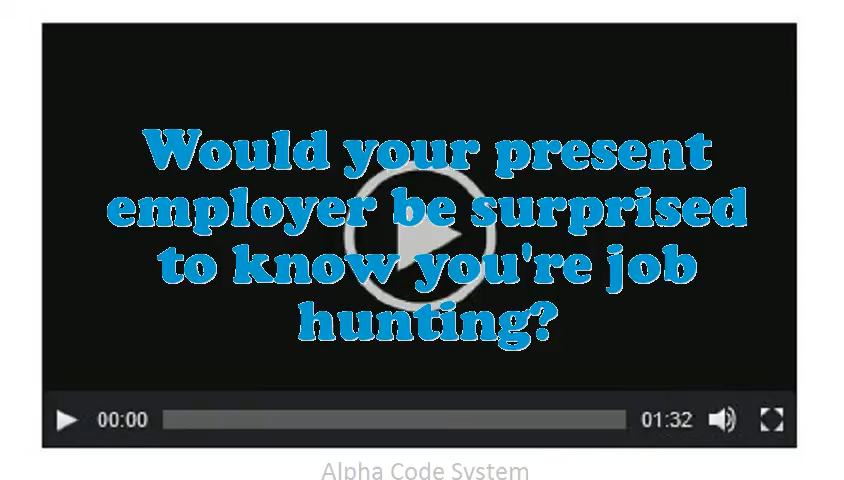 Would your present
employer be surprised
to know you're job
hunting?
00:00 01:32
Alpha Code System